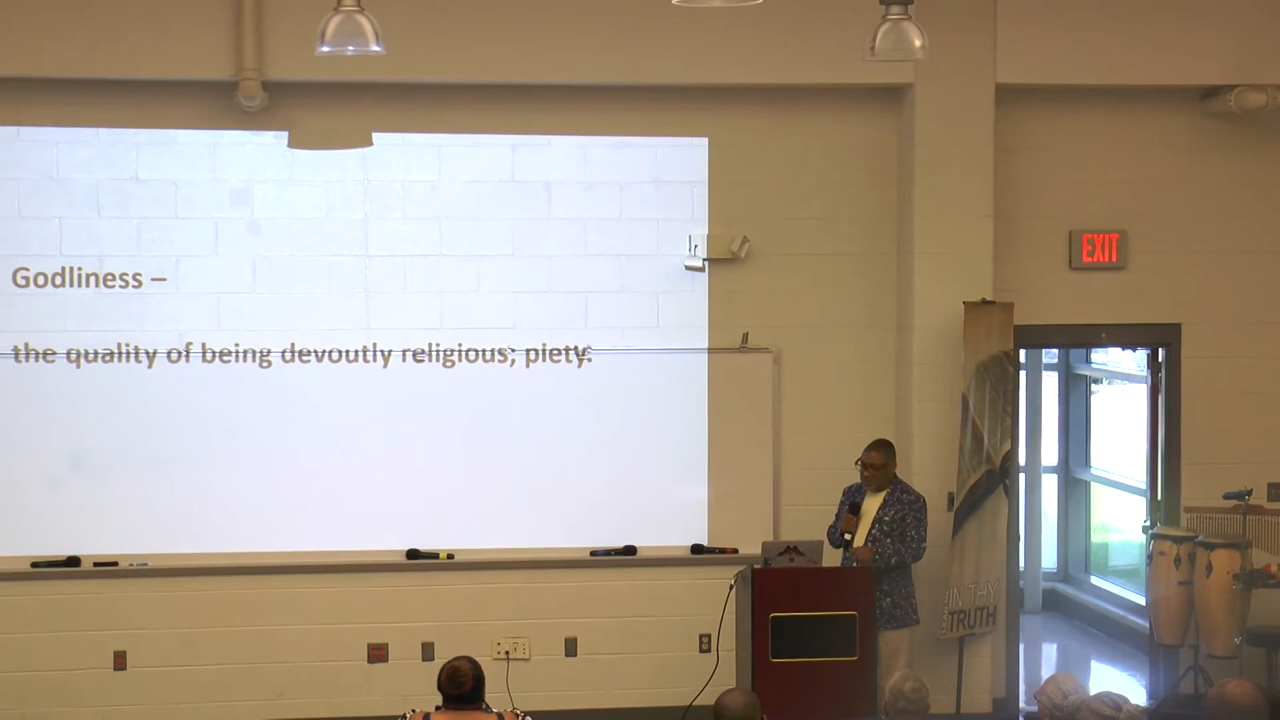 Godliness –
the quality of being devoutly religious; piety.
EXIT
IN THY
TRUTH